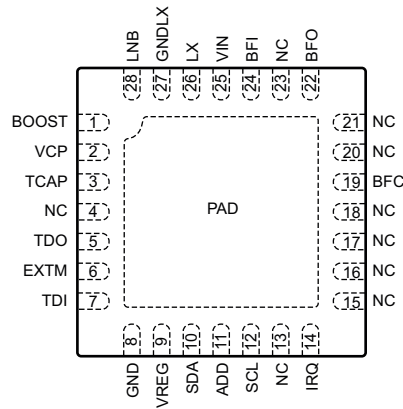 LNB
GNDLX
LX
VIN
BFI
NC
BFO
28
27
26
25
24
23
22
BOOST 1
VCP 2
TCAP 3
NC 4
TDO 5
EXTM 6
TDI 7
PAD
21 NC
20 NC
19 BFC
18 NC
17 NC
16 NC
15 NC
8
9
10
11
12
13
14
GND
VREG
SDA
ADD
SCL
NC
IRQ